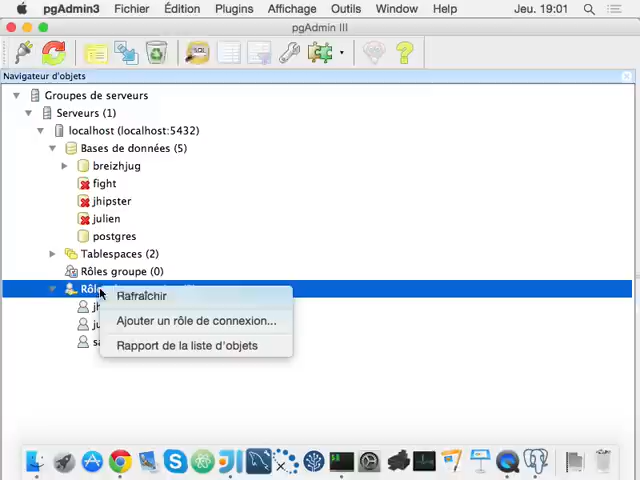 pgAdmin3 Fichier Édition Plugins Affichage Outils Window Help Jeu. 19:01
pgAdmin III
SQL
Navigateur d'objets
Groupes de serveurs
Serveurs (1)
localhost (localhost:5432)
Bases de données (5)
breizhjug
fight
jhipster
julien
postgres
Tablespaces (2)
Rôles groupe (0)
Rafraîchir
Ajouter un rôle de connexion...
Rapport de la liste d'objets